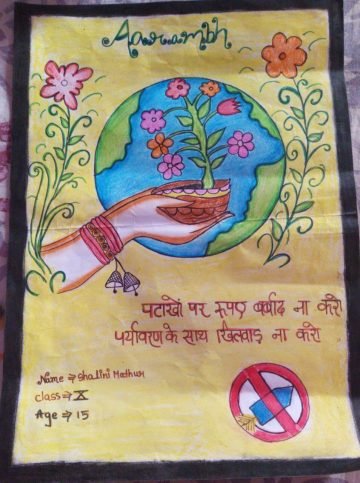 Aarambh
पटाखों पर रूपए बर्बाद ना करो
पर्यावरण के साथ खिलवाड़ ना करो
Name ⇒ Shalini Mathur
Class ⇒ X
Age ⇒ 15